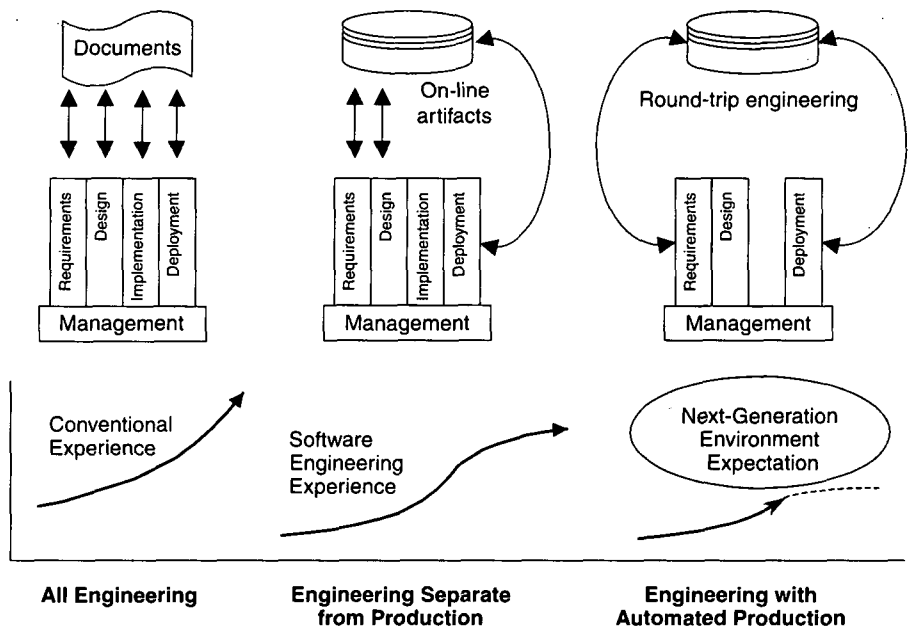 Documents
Requirements
Design
Implementation
Deployment
Management
On-line
artifacts
Requirements
Design
Implementation
Deployment
Management
Round-trip engineering
Requirements
Design
Deployment
Management
Conventional
Experience
Software
Engineering
Experience
Next-Generation
Environment
Expectation
All Engineering
Engineering Separate
from Production
Engineering with
Automated Production